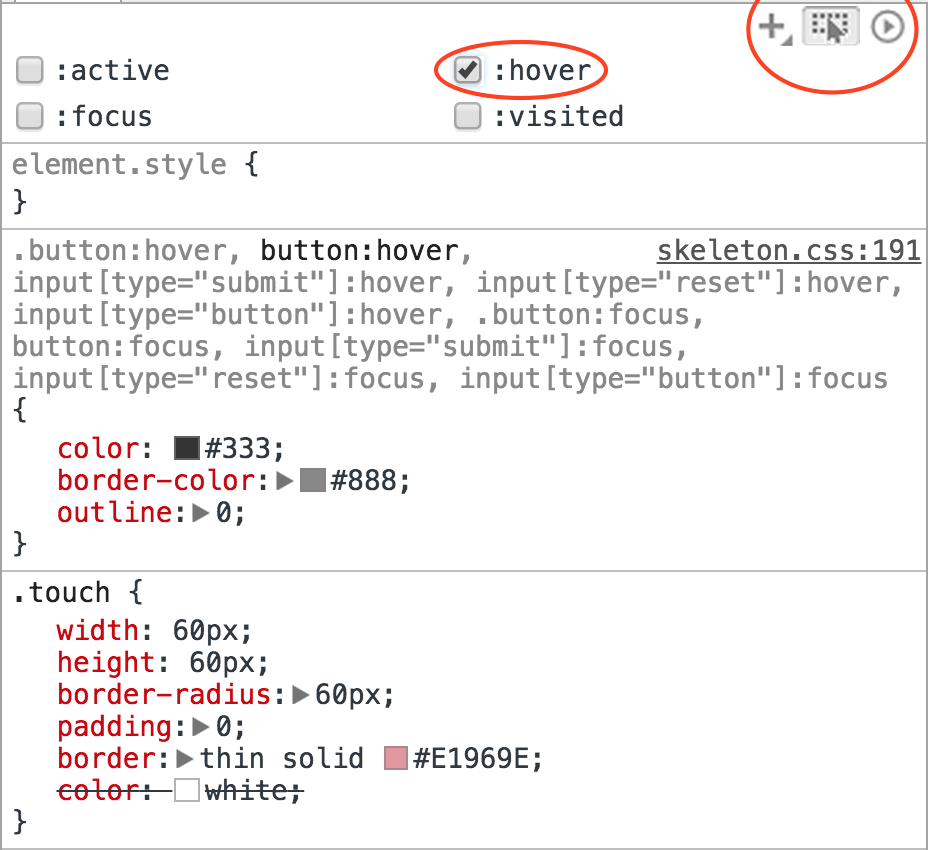 :active :hover
:focus :visited
element.style {
}
.button:hover, button:hover, skeleton.css:191
input[type="submit"]:hover, input[type="reset"]:hover,
input[type="button"]:hover, .button:focus,
button:focus, input[type="submit"]:focus,
input[type="reset"]:focus, input[type="button"]:focus
{
color: #333;
border-color: #888;
outline: 0;
}
.touch {
width: 60px;
height: 60px;
border-radius: 60px;
padding: 0;
border: thin solid #E1969E;
color: white;
}